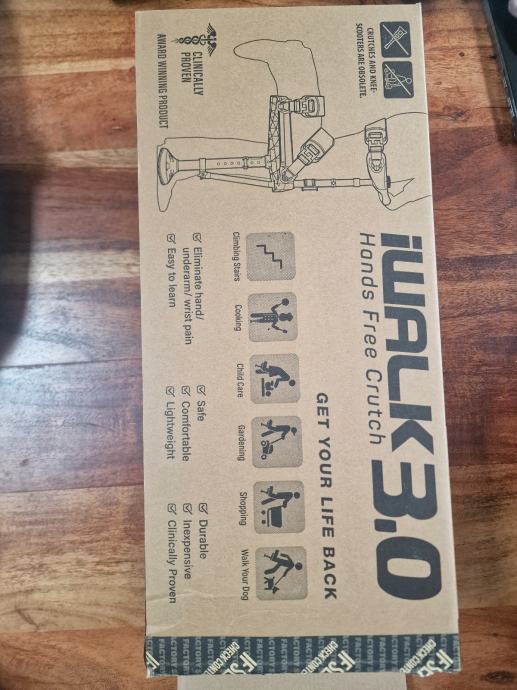 CRUTCHES AND KNEE-
SCOOTERS ARE OBSOLETE.
CLINICALLY
PROVEN
AWARD WINNING PRODUCT
iWALK3.0
Hands Free Crutch
GET YOUR LIFE BACK
Climbing Stairs
Cooking
Child Care
Gardening
Shopping
Walk Your Dog
Eliminate hand/
underarm/ wrist pain
Easy to learn
Safe
Comfortable
Lightweight
Durable
Inexpensive
Clinically Proven